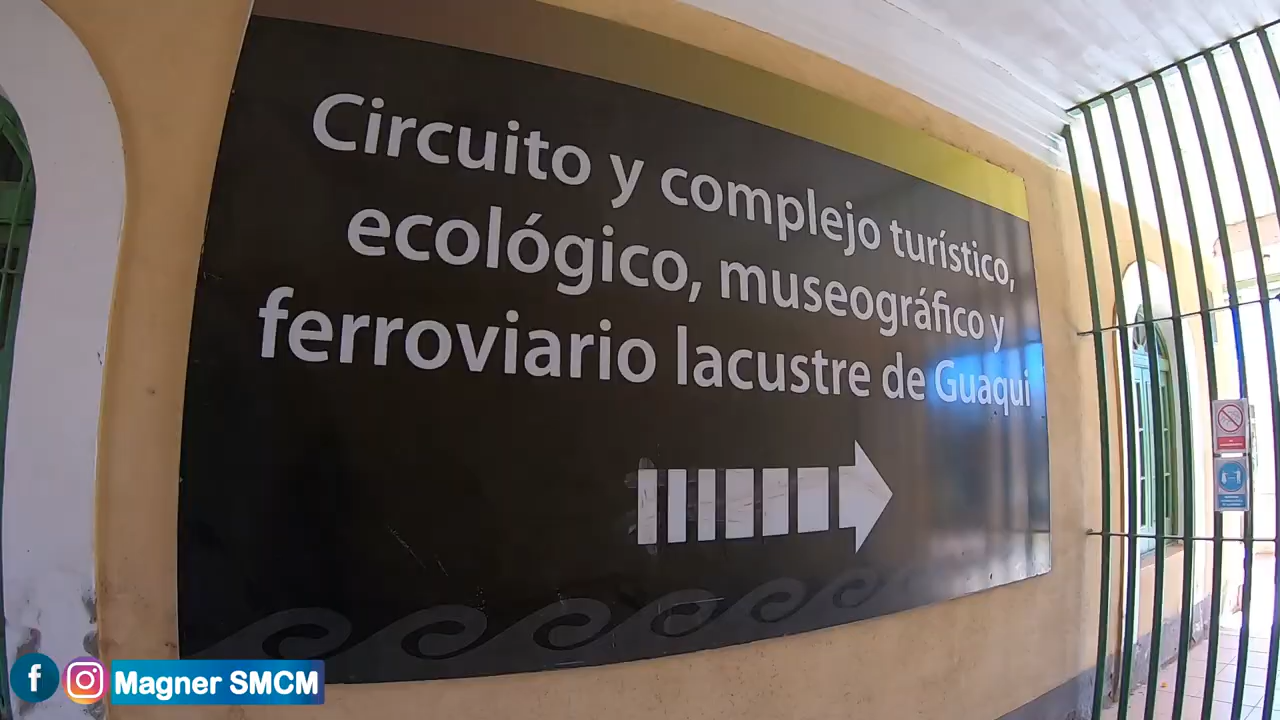 Circuito y complejo turístico,
ecológico, museográfico y
ferroviario lacustre de Guaqui
f
Magner SMCM